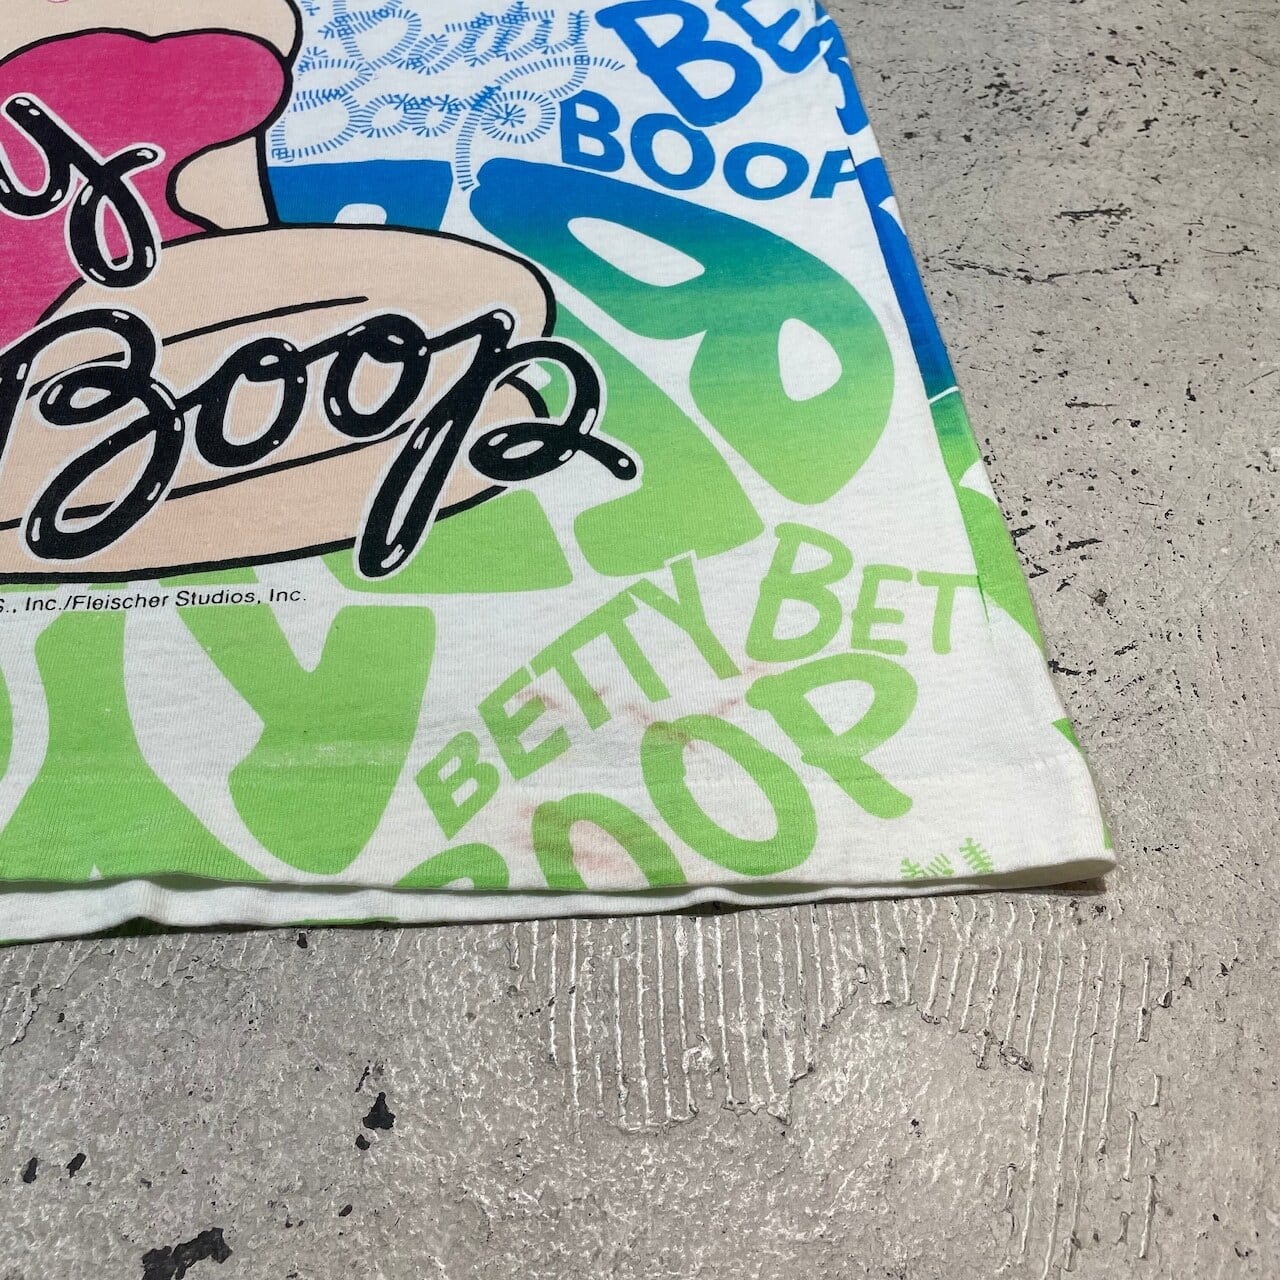 Betty
Boop
BE
BOOP
y
Boop
S., Inc./Fleischer Studios, Inc.
BETTY
BET
BOOP